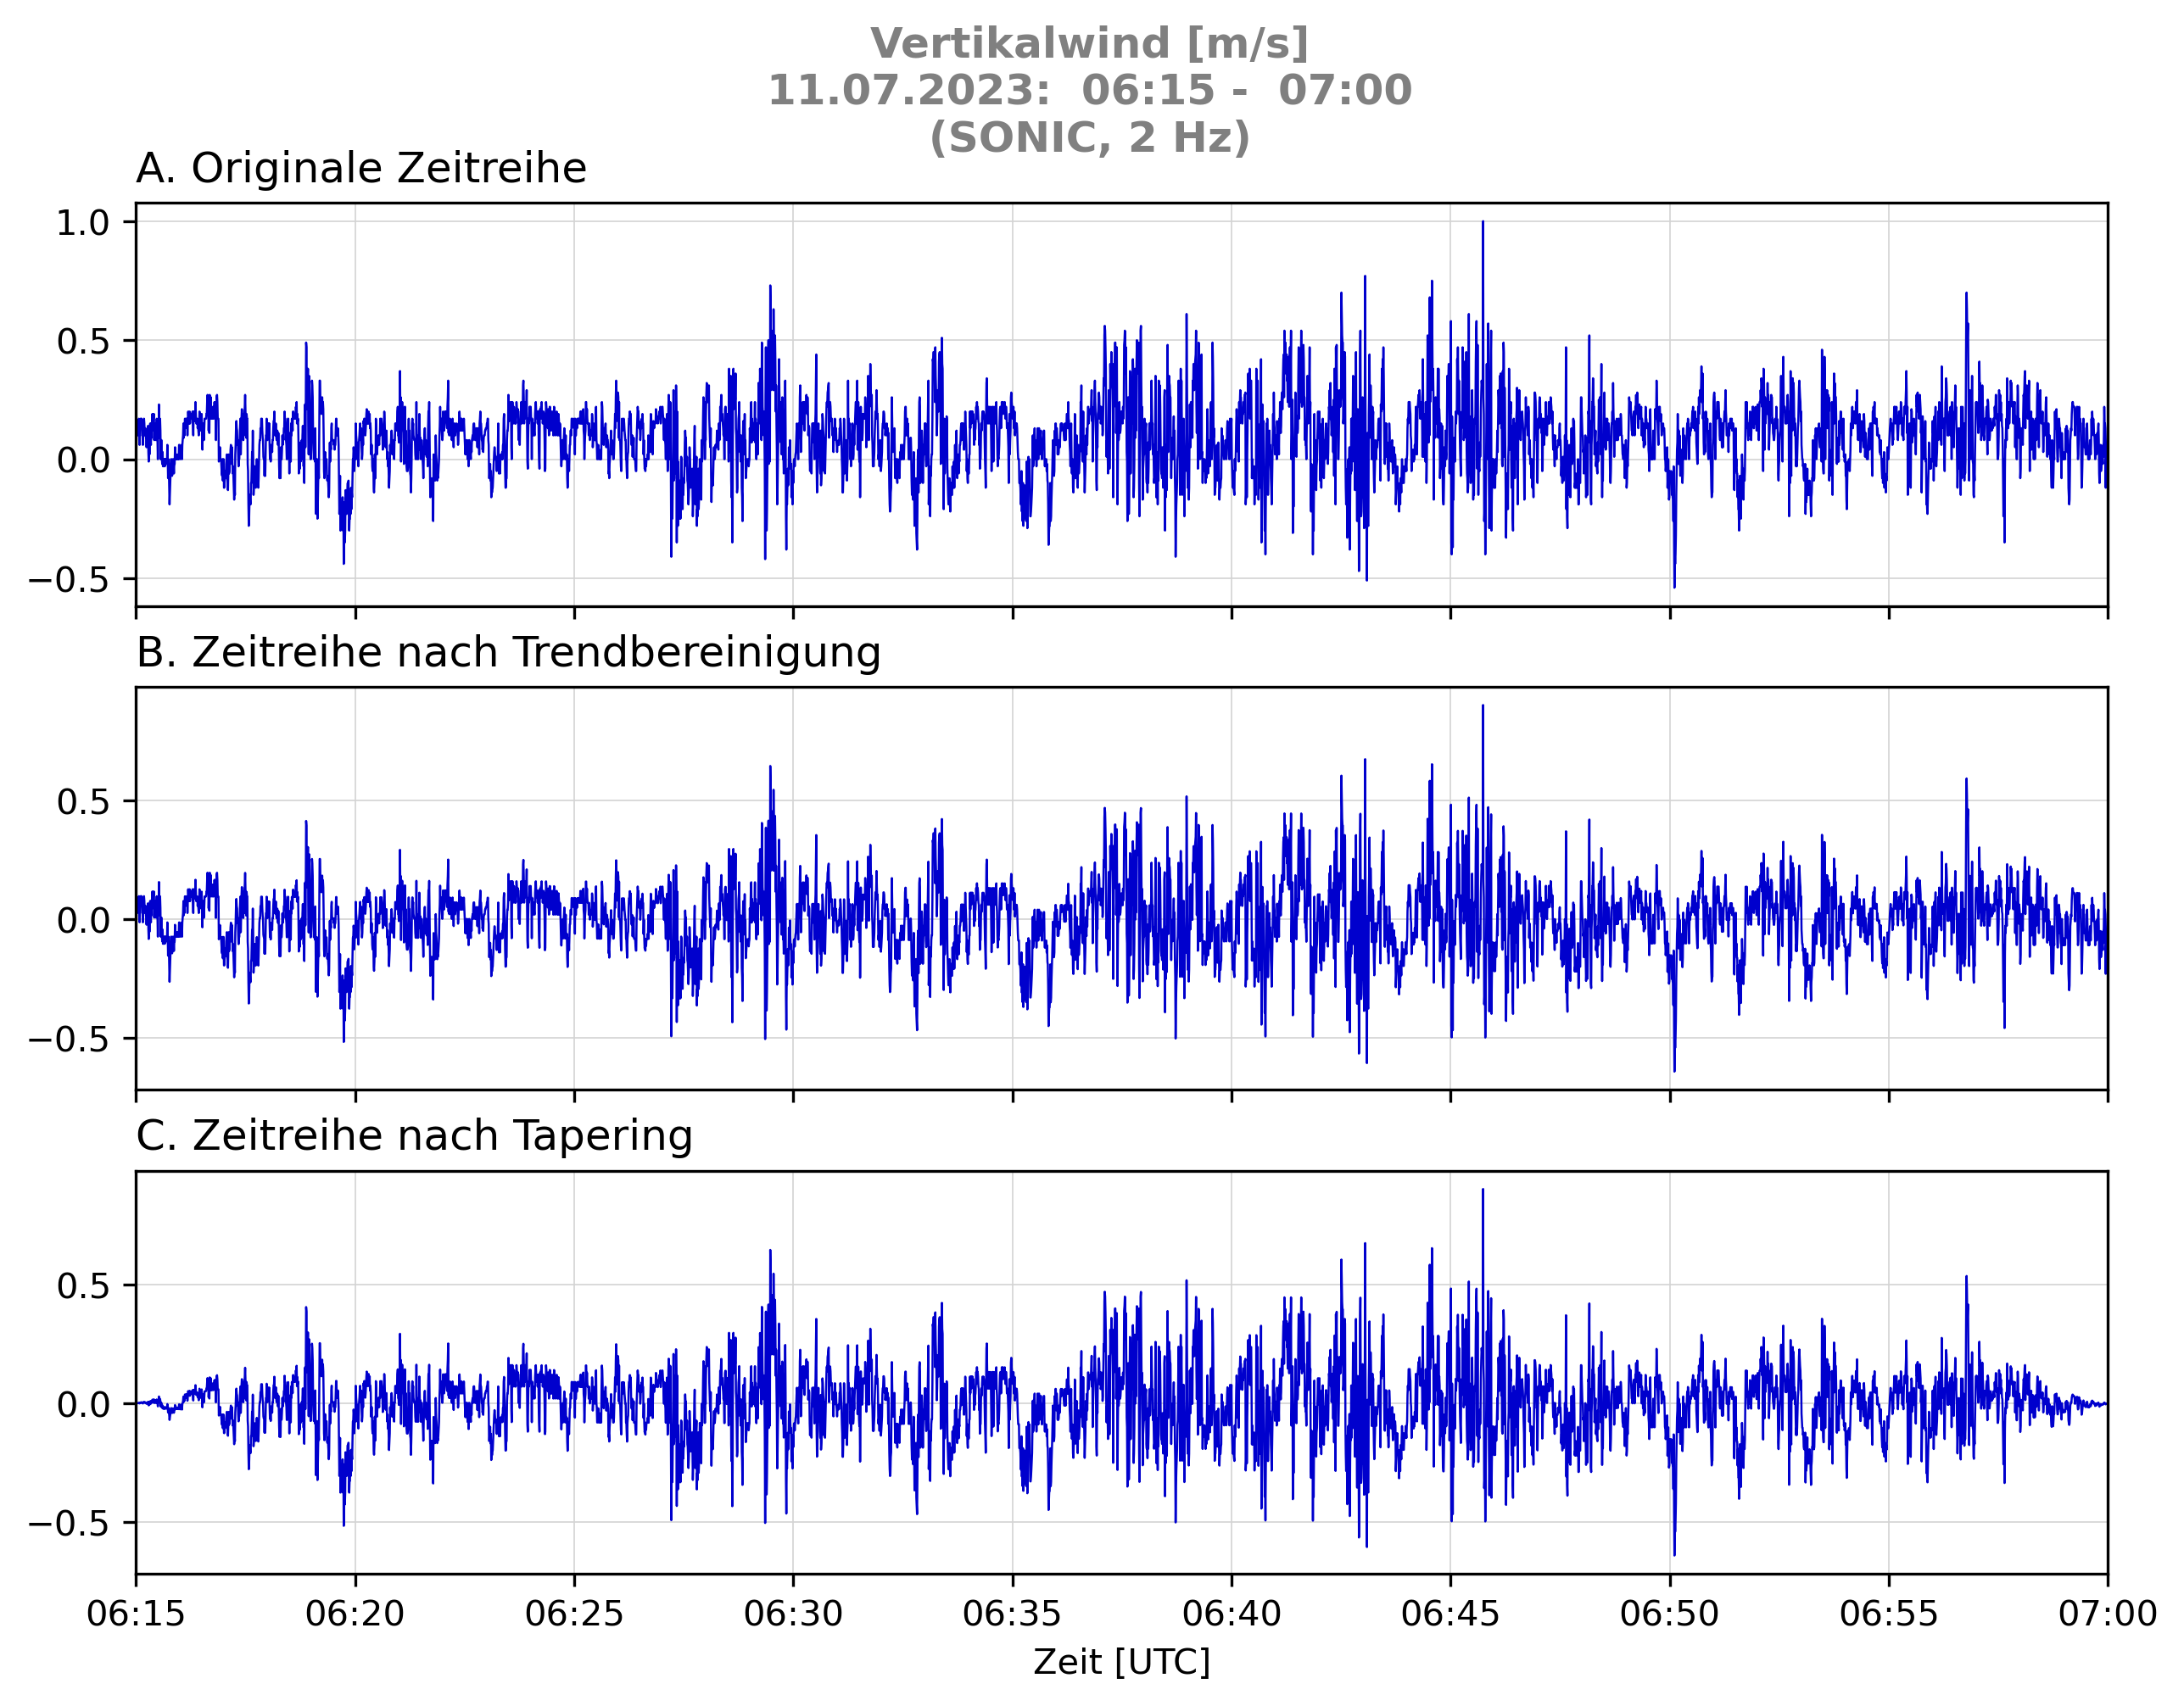 Vertikalwind [m/s]
11.07.2023:  06:15 -  07:00
(SONIC, 2 Hz)
A. Originale Zeitreihe
1.0
0.5
0.0
−0.5
B. Zeitreihe nach Trendbereinigung
0.5
0.0
−0.5
C. Zeitreihe nach Tapering
0.5
0.0
−0.5
06:15 06:20 06:25 06:30 06:35 06:40 06:45 06:50 06:55 07:00
Zeit [UTC]